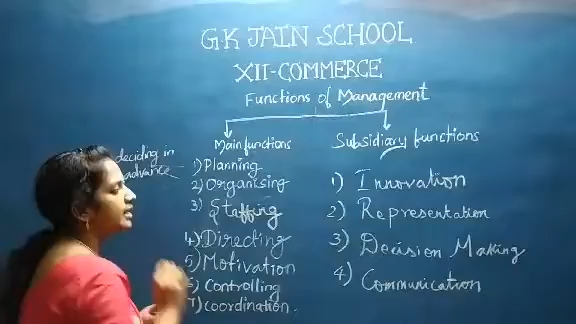 GK JAIN SCHOOL
XII-COMMERCE
Functions of Management
Main functions
deciding in
advance
1) Planning
2) Organising
3) Staffing
4) Directing
5) Motivation
6) Controlling
7) Coordination.
Subsidiary functions
1) Innovation
2) Representation
3) Decision Making
4) Communication